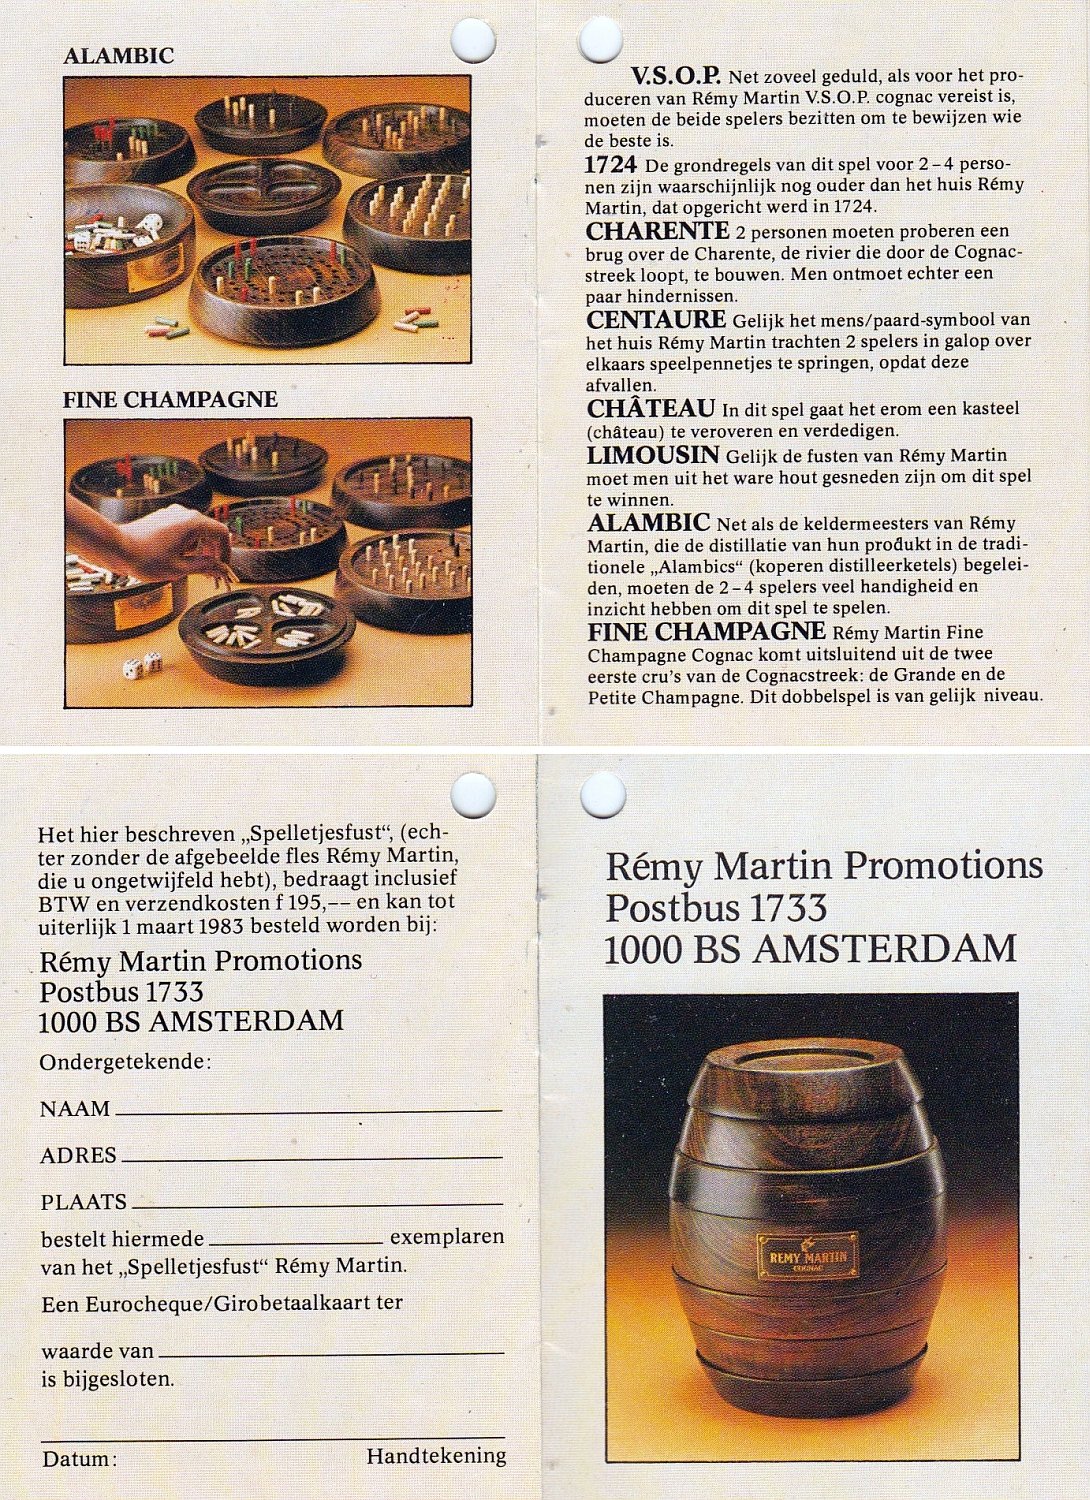 ALAMBIC
FINE CHAMPAGNE
V.S.O.P. Net zoveel geduld, als voor het pro-
duceren van Rémy Martin V.S.O.P. cognac vereist is,
moeten de beide spelers bezitten om te bewijzen wie
de beste is.
1724 De grondregels van dit spel voor 2–4 perso-
nen zijn waarschijnlijk nog ouder dan het huis Rémy
Martin, dat opgericht werd in 1724.
CHARENTE 2 personen moeten proberen een
brug over de Charente, de rivier die door de Cognac-
streek loopt, te bouwen. Men ontmoet echter een
paar hindernissen.
CENTAURE Gelijk het mens/paard-symbool van
het huis Rémy Martin trachten 2 spelers in galop over
elkaars speelpennetjes te springen, opdat deze
afvallen.
CHÂTEAU In dit spel gaat het erom een kasteel
(château) te veroveren en verdedigen.
LIMOUSIN Gelijk de fusten van Rémy Martin
moet men uit het ware hout gesneden zijn om dit spel
te winnen.
ALAMBIC Net als de keldermeesters van Rémy
Martin, die de distillatie van hun produkt in de tradi-
tionele „Alambics“ (koperen distilleerketels) begelei-
den, moeten de 2–4 spelers veel handigheid en
inzicht hebben om dit spel te spelen.
FINE CHAMPAGNE Rémy Martin Fine
Champagne Cognac komt uitsluitend uit de twee
eerste cru's van de Cognacstreek: de Grande en de
Petite Champagne. Dit dobbelspel is van gelijk niveau.
Het hier beschreven „Spelletjesfust“, (ech-
ter zonder de afgebeelde fles Rémy Martin,
die u ongetwijfeld hebt), bedraagt inclusief
BTW en verzendkosten f 195,–– en kan tot
uiterlijk 1 maart 1983 besteld worden bij:
Rémy Martin Promotions
Postbus 1733
1000 BS AMSTERDAM
Ondergetekende:
NAAM
ADRES
PLAATS
bestelt hiermede exemplaren
van het „Spelletjesfust“ Rémy Martin.
Een Eurocheque/Girobetaalkaart ter
waarde van
is bijgesloten.
Datum: Handtekening
Rémy Martin Promotions
Postbus 1733
1000 BS AMSTERDAM
REMY MARTIN
COGNAC